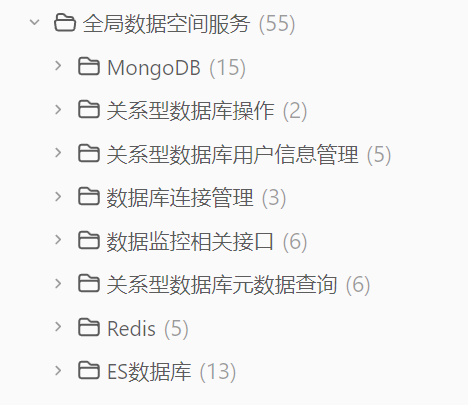 全局数据空间服务 (55)
MongoDB (15)
关系型数据库操作 (2)
关系型数据库用户信息管理 (5)
数据库连接管理 (3)
数据监控相关接口 (6)
关系型数据库元数据查询 (6)
Redis (5)
ES数据库 (13)